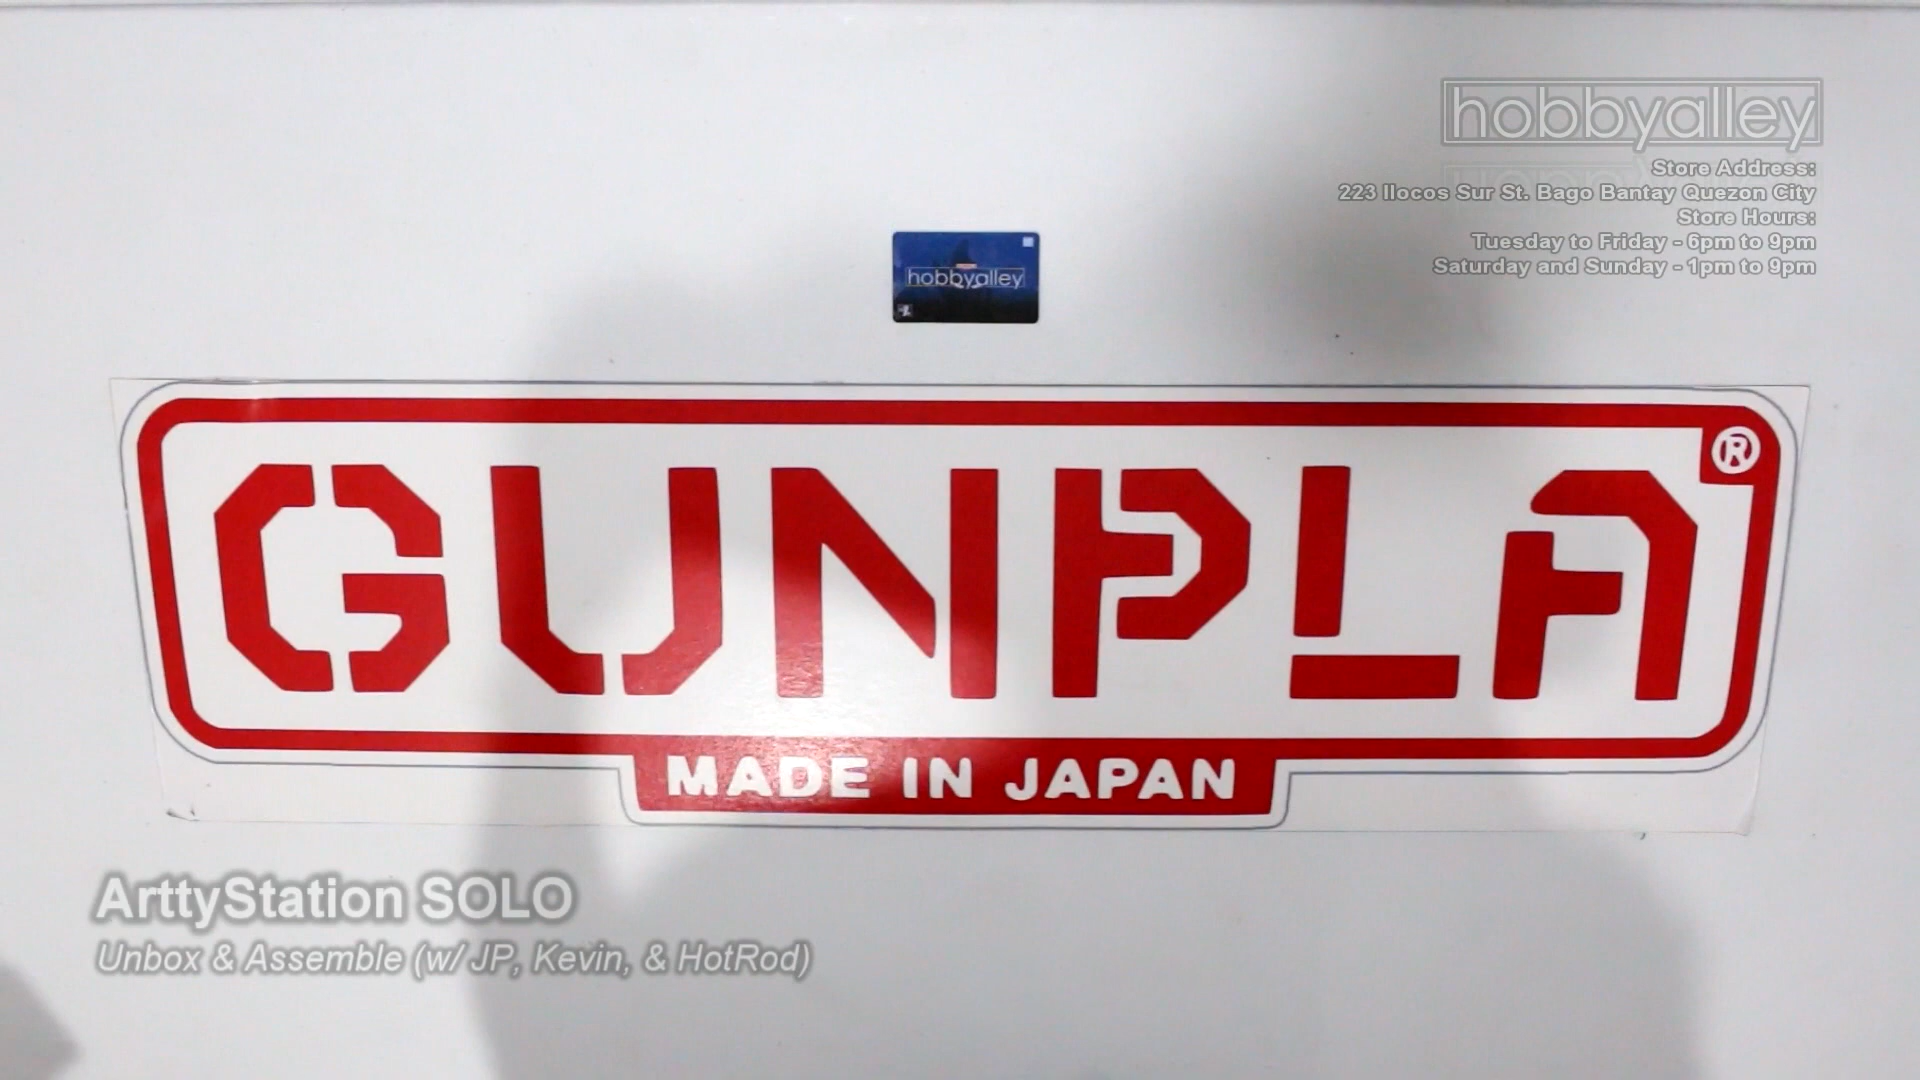 hobbyalley
Store Address:
223 Ilocos Sur St. Bago Bantay Quezon City
Store Hours:
Tuesday to Friday - 6pm to 9pm
Saturday and Sunday - 1pm to 9pm
hobbyalley
GUNPLA®
MADE IN JAPAN
ArttyStation SOLO
Unbox & Assemble (w/ JP, Kevin, & HotRod)